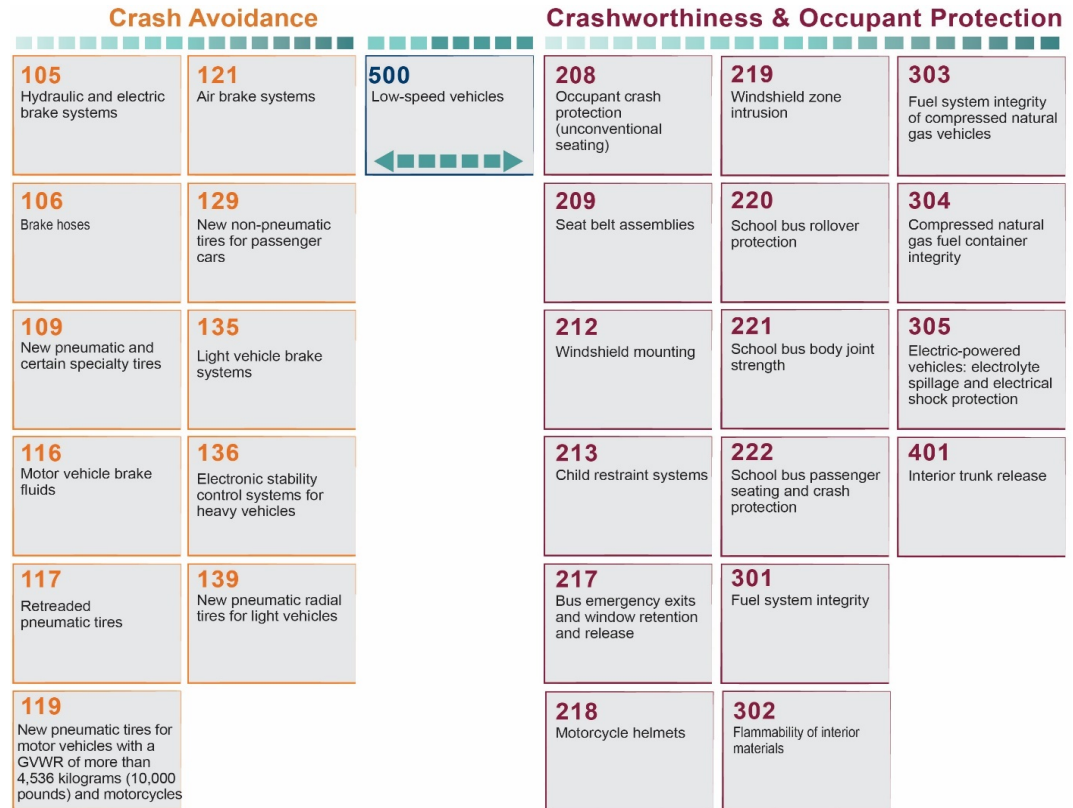 Crash Avoidance
105
Hydraulic and electric
brake systems
106
Brake hoses
109
New pneumatic and
certain specialty tires
116
Motor vehicle brake
fluids
117
Retreaded
pneumatic tires
119
New pneumatic tires for
motor vehicles with a
GVWR of more than
4,536 kilograms (10,000
pounds) and motorcycles
121
Air brake systems
129
New non-pneumatic
tires for passenger
cars
135
Light vehicle brake
systems
136
Electronic stability
control systems for
heavy vehicles
139
New pneumatic radial
tires for light vehicles
500
Low-speed vehicles
Crashworthiness & Occupant Protection
208
Occupant crash
protection
(unconventional
seating)
209
Seat belt assemblies
212
Windshield mounting
213
Child restraint systems
217
Bus emergency exits
and window retention
and release
218
Motorcycle helmets
219
Windshield zone
intrusion
220
School bus rollover
protection
221
School bus body joint
strength
222
School bus passenger
seating and crash
protection
301
Fuel system integrity
302
Flammability of interior
materials
303
Fuel system integrity
of compressed natural
gas vehicles
304
Compressed natural
gas fuel container
integrity
305
Electric-powered
vehicles: electrolyte
spillage and electrical
shock protection
401
Interior trunk release